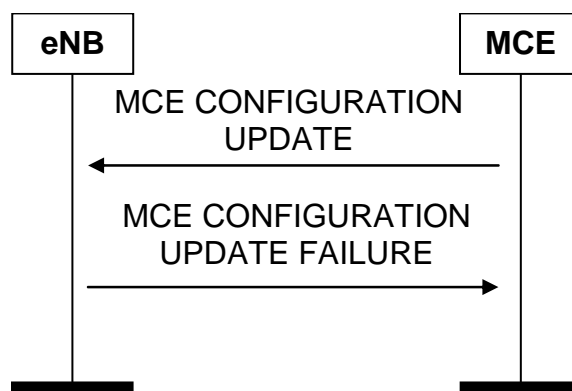 eNB
MCE
MCE CONFIGURATION
UPDATE
MCE CONFIGURATION
UPDATE FAILURE